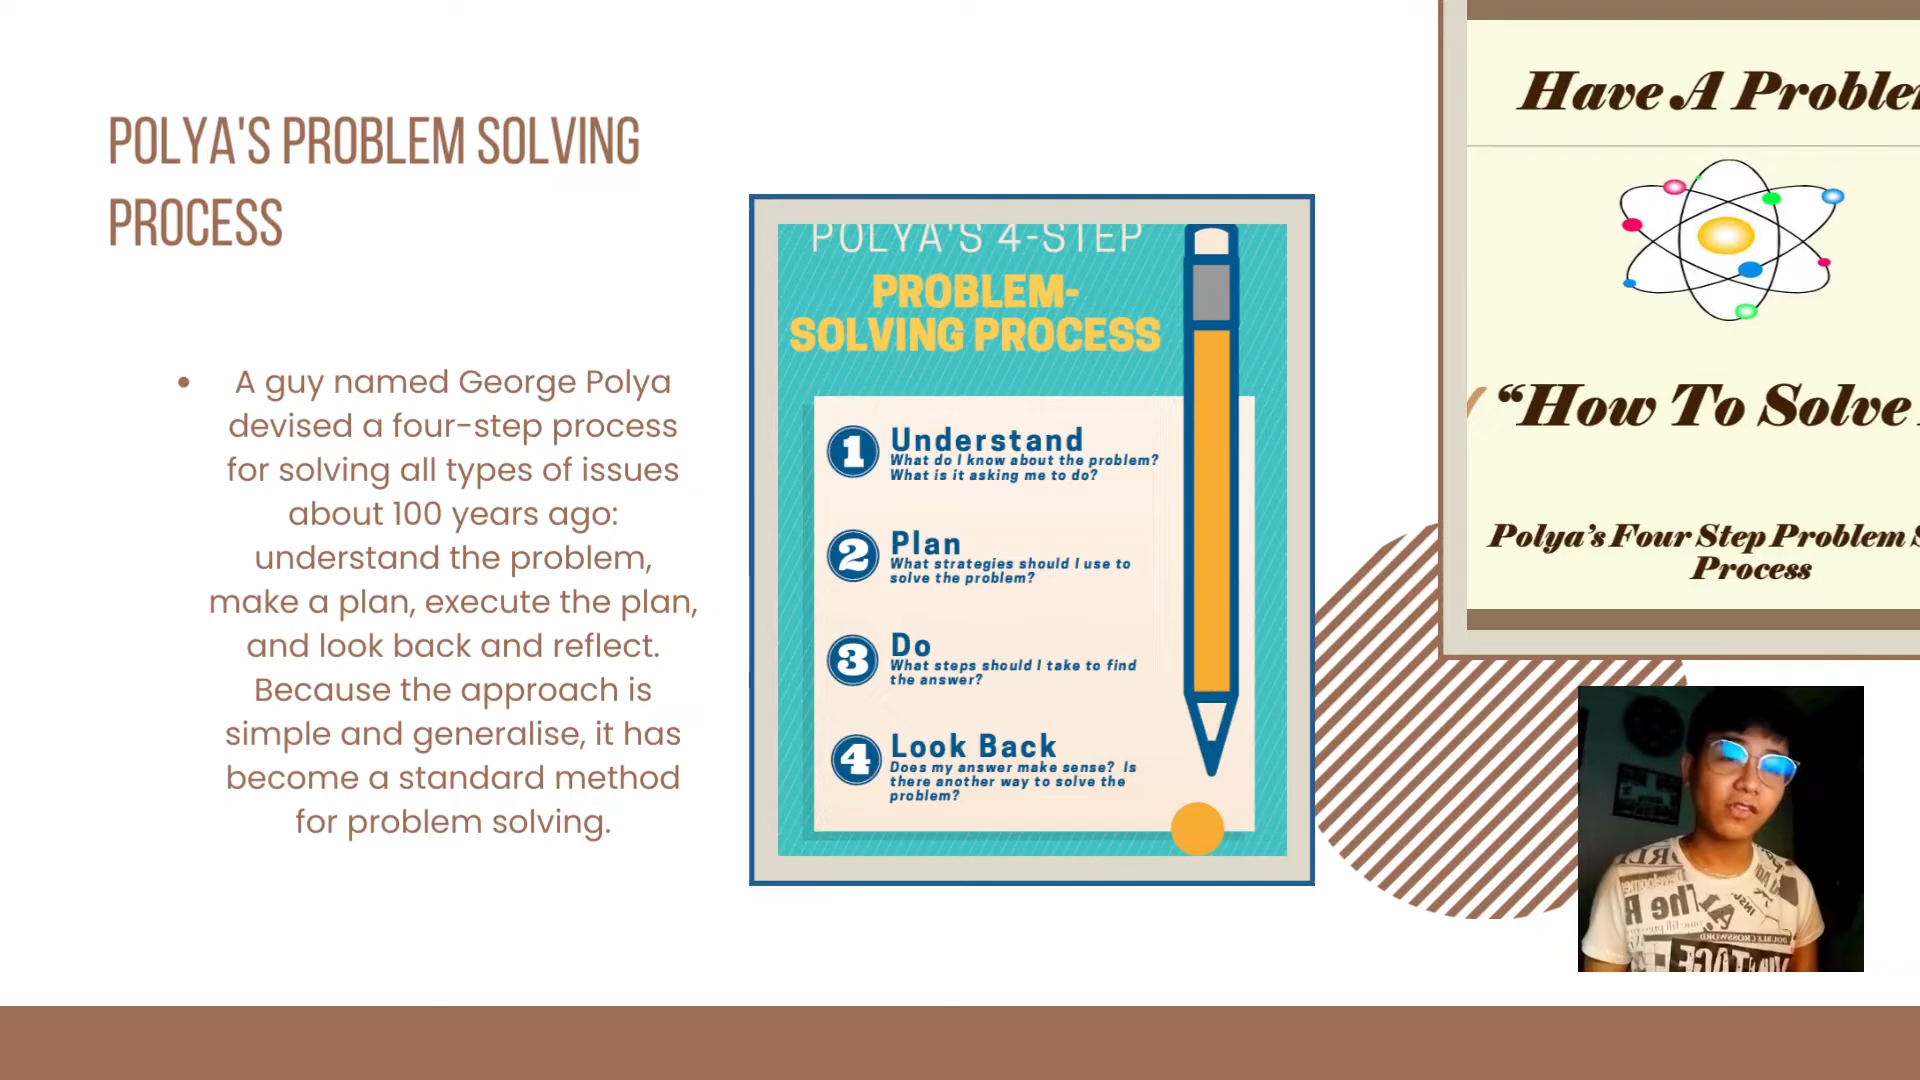 POLYA'S PROBLEM SOLVING
PROCESS
A guy named George Polya
devised a four-step process
for solving all types of issues
about 100 years ago:
understand the problem,
make a plan, execute the plan,
and look back and reflect.
Because the approach is
simple and generalise, it has
become a standard method
for problem solving.
POLYA'S 4-STEP
PROBLEM-
SOLVING PROCESS
1 Understand
What do I know about the problem?
What is it asking me to do?
2 Plan
What strategies should I use to
solve the problem?
3 Do
What steps should I take to find
the answer?
4 Look Back
Does my answer make sense? Is
there another way to solve the
problem?
Have A
“How To Solve
Polya's Four Step Problem
Process